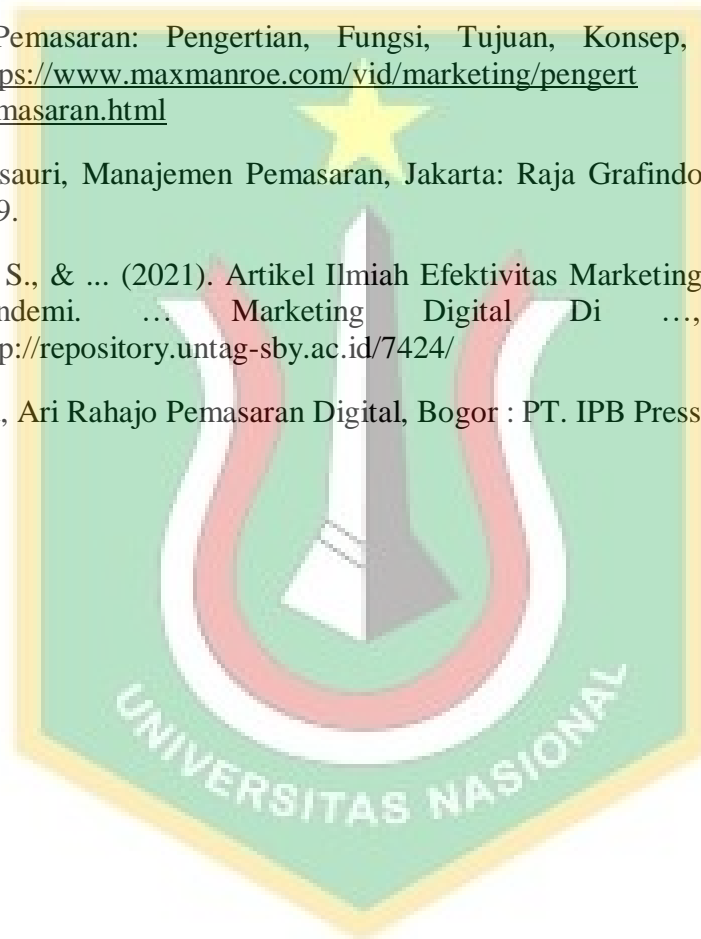 Pemasaran: Pengertian, Fungsi, Tujuan, Konsep,
ps://www.maxmanroe.com/vid/marketing/pengert
masaran.html
sauri, Manajemen Pemasaran, Jakarta: Raja Grafindo
9.
S., & ... (2021). Artikel Ilmiah Efektivitas Marketing
ndemi. … Marketing Digital Di …,
p://repository.untag-sby.ac.id/7424/
., Ari Rahajo Pemasaran Digital, Bogor : PT. IPB Press
UNIVERSITAS NASIONAL